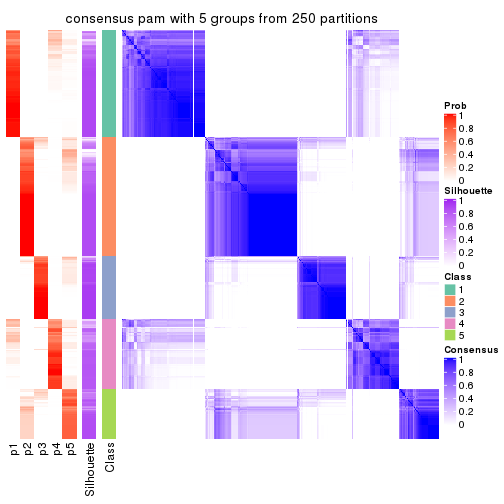 consensus pam with 5 groups from 250 partitions
Prob
1
0.8
0.6
0.4
0.2
0
Silhouette
1
0.8
0.6
0.4
0.2
0
Class
1
2
3
4
5
Consensus
1
0.8
0.6
0.4
0.2
0
p1
p2
p3
p4
p5
Silhouette
Class